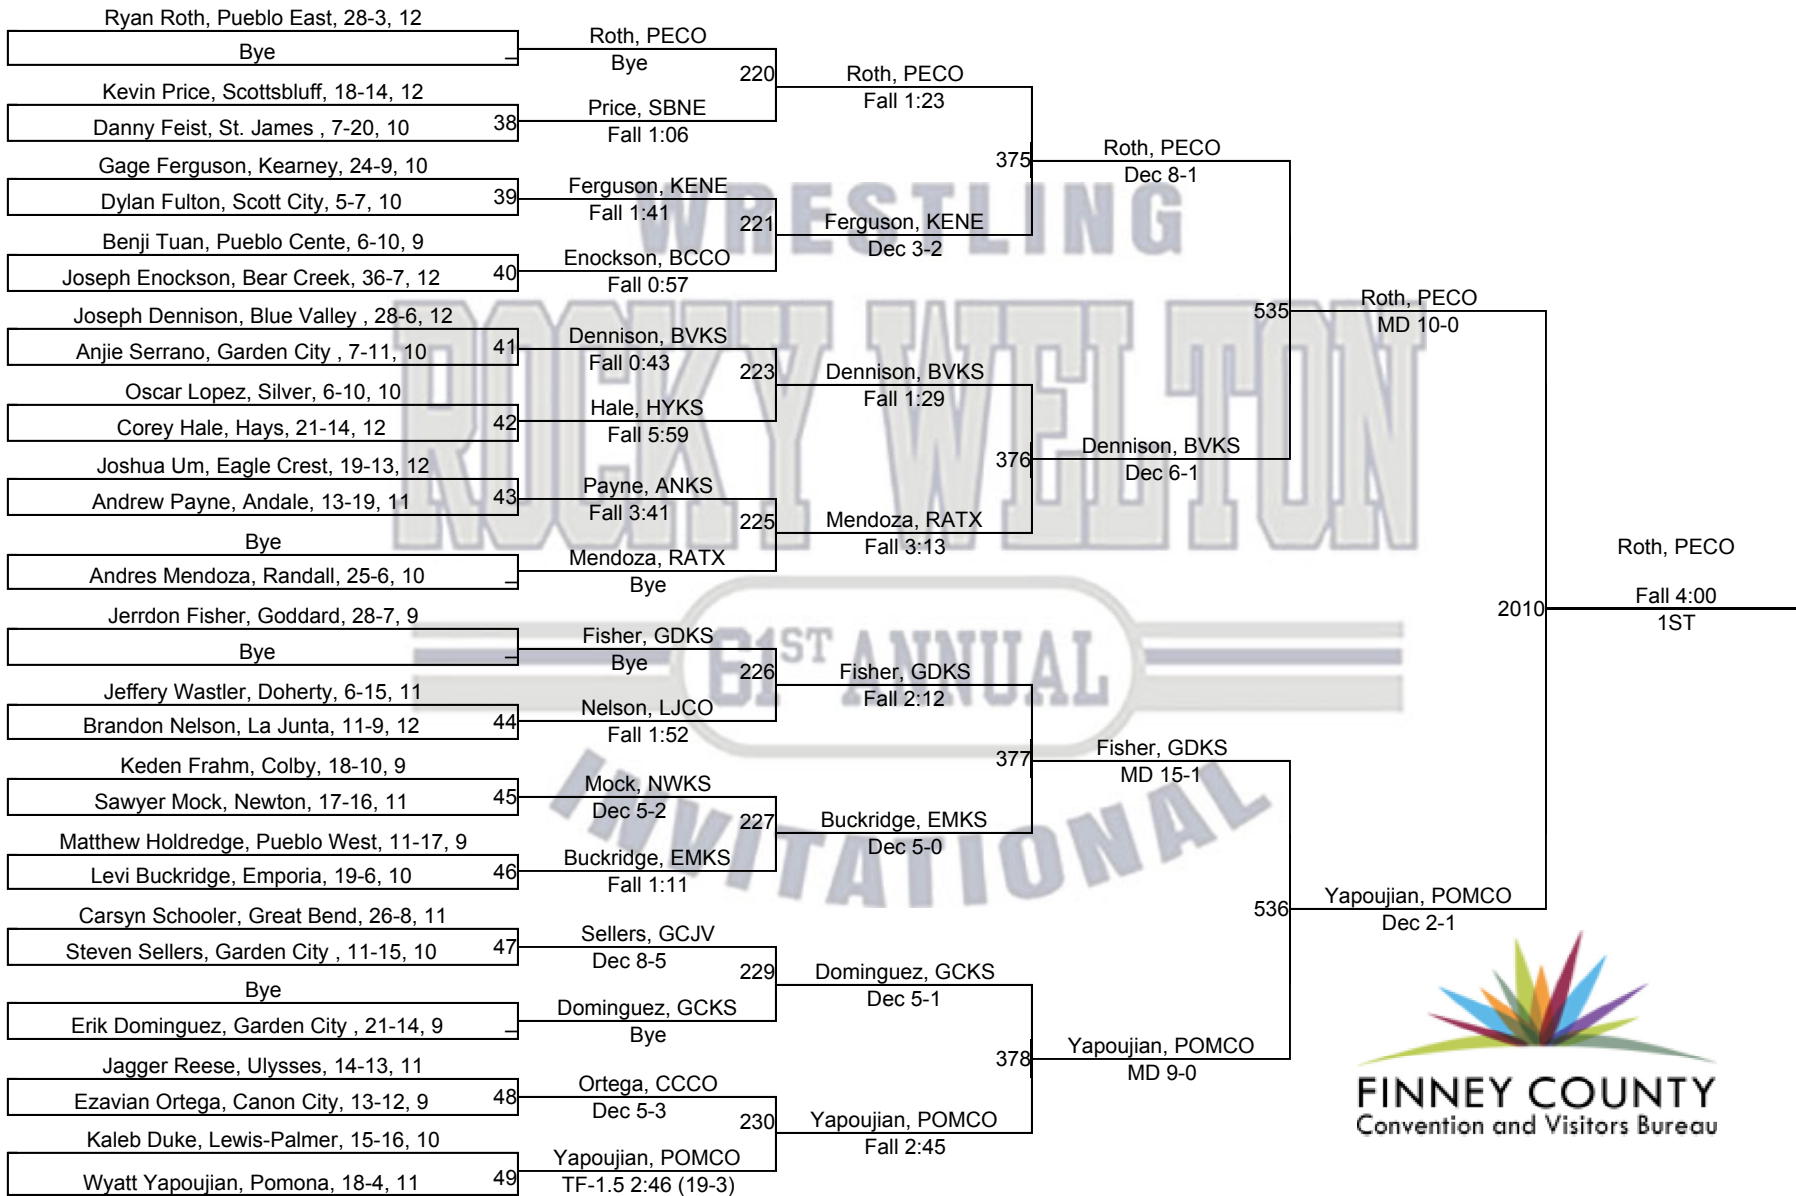 Ryan Roth, Pueblo East, 28-3, 12
Bye
_
Kevin Price, Scottsbluff, 18-14, 12
Danny Feist, St. James , 7-20, 10
38
Gage Ferguson, Kearney, 24-9, 10
Dylan Fulton, Scott City, 5-7, 10
39
Benji Tuan, Pueblo Cente, 6-10, 9
Joseph Enockson, Bear Creek, 36-7, 12
40
Joseph Dennison, Blue Valley , 28-6, 12
Anjie Serrano, Garden City , 7-11, 10
41
Oscar Lopez, Silver, 6-10, 10
Corey Hale, Hays, 21-14, 12
42
Joshua Um, Eagle Crest, 19-13, 12
Andrew Payne, Andale, 13-19, 11
43
Bye
Andres Mendoza, Randall, 25-6, 10
_
Jerrdon Fisher, Goddard, 28-7, 9
Bye
_
Jeffery Wastler, Doherty, 6-15, 11
Brandon Nelson, La Junta, 11-9, 12
44
Keden Frahm, Colby, 18-10, 9
Sawyer Mock, Newton, 17-16, 11
45
Matthew Holdredge, Pueblo West, 11-17, 9
Levi Buckridge, Emporia, 19-6, 10
46
Carsyn Schooler, Great Bend, 26-8, 11
Steven Sellers, Garden City , 11-15, 10
47
Bye
Erik Dominguez, Garden City , 21-14, 9
_
Jagger Reese, Ulysses, 14-13, 11
Ezavian Ortega, Canon City, 13-12, 9
48
Kaleb Duke, Lewis-Palmer, 15-16, 10
Wyatt Yapoujian, Pomona, 18-4, 11
49
Roth, PECO
Bye
220
Price, SBNE
Fall 1:06
Ferguson, KENE
Fall 1:41
221
Enockson, BCCO
Fall 0:57
Dennison, BVKS
Fall 0:43
223
Hale, HYKS
Fall 5:59
Payne, ANKS
Fall 3:41
225
Mendoza, RATX
Bye
Fisher, GDKS
Bye
226
Nelson, LJCO
Fall 1:52
Mock, NWKS
Dec 5-2
227
Buckridge, EMKS
Fall 1:11
Sellers, GCJV
Dec 8-5
229
Dominguez, GCKS
Bye
Ortega, CCCO
Dec 5-3
230
Yapoujian, POMCO
TF-1.5 2:46 (19-3)
Roth, PECO
Fall 1:23
375
Ferguson, KENE
Dec 3-2
Dennison, BVKS
Fall 1:29
376
Mendoza, RATX
Fall 3:13
Fisher, GDKS
Fall 2:12
377
Buckridge, EMKS
Dec 5-0
Dominguez, GCKS
Dec 5-1
378
Yapoujian, POMCO
Fall 2:45
Roth, PECO
Dec 8-1
535
Dennison, BVKS
Dec 6-1
Fisher, GDKS
MD 15-1
536
Yapoujian, POMCO
MD 9-0
Roth, PECO
MD 10-0
2010
Yapoujian, POMCO
Dec 2-1
Roth, PECO
Fall 4:00
1ST
WRESTLING
ROCKY WELTON
61ST ANNUAL
INVITATIONAL
FINNEY COUNTY
Convention and Visitors Bureau